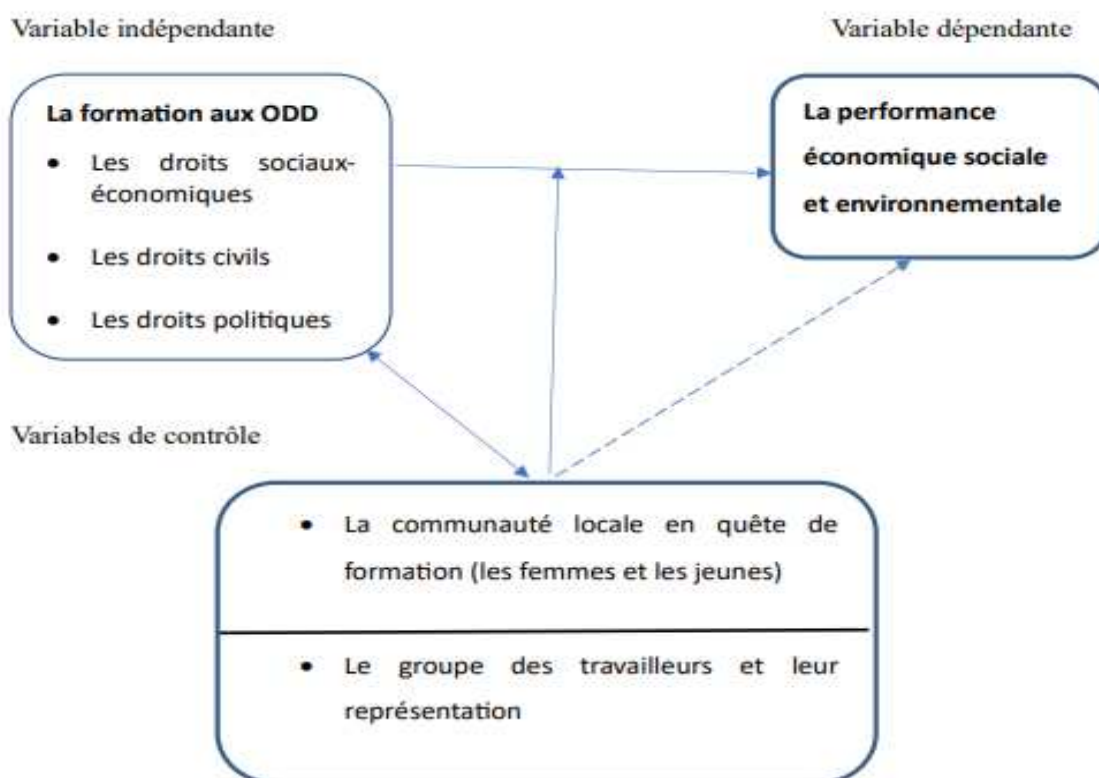 Variable indépendante
Variable dépendante
La formation aux ODD
• Les droits sociaux-
économiques
• Les droits civils
• Les droits politiques
La performance
économique sociale
et environnementale
Variables de contrôle
• La communauté locale en quête de
formation (les femmes et les jeunes)
• Le groupe des travailleurs et leur
représentation